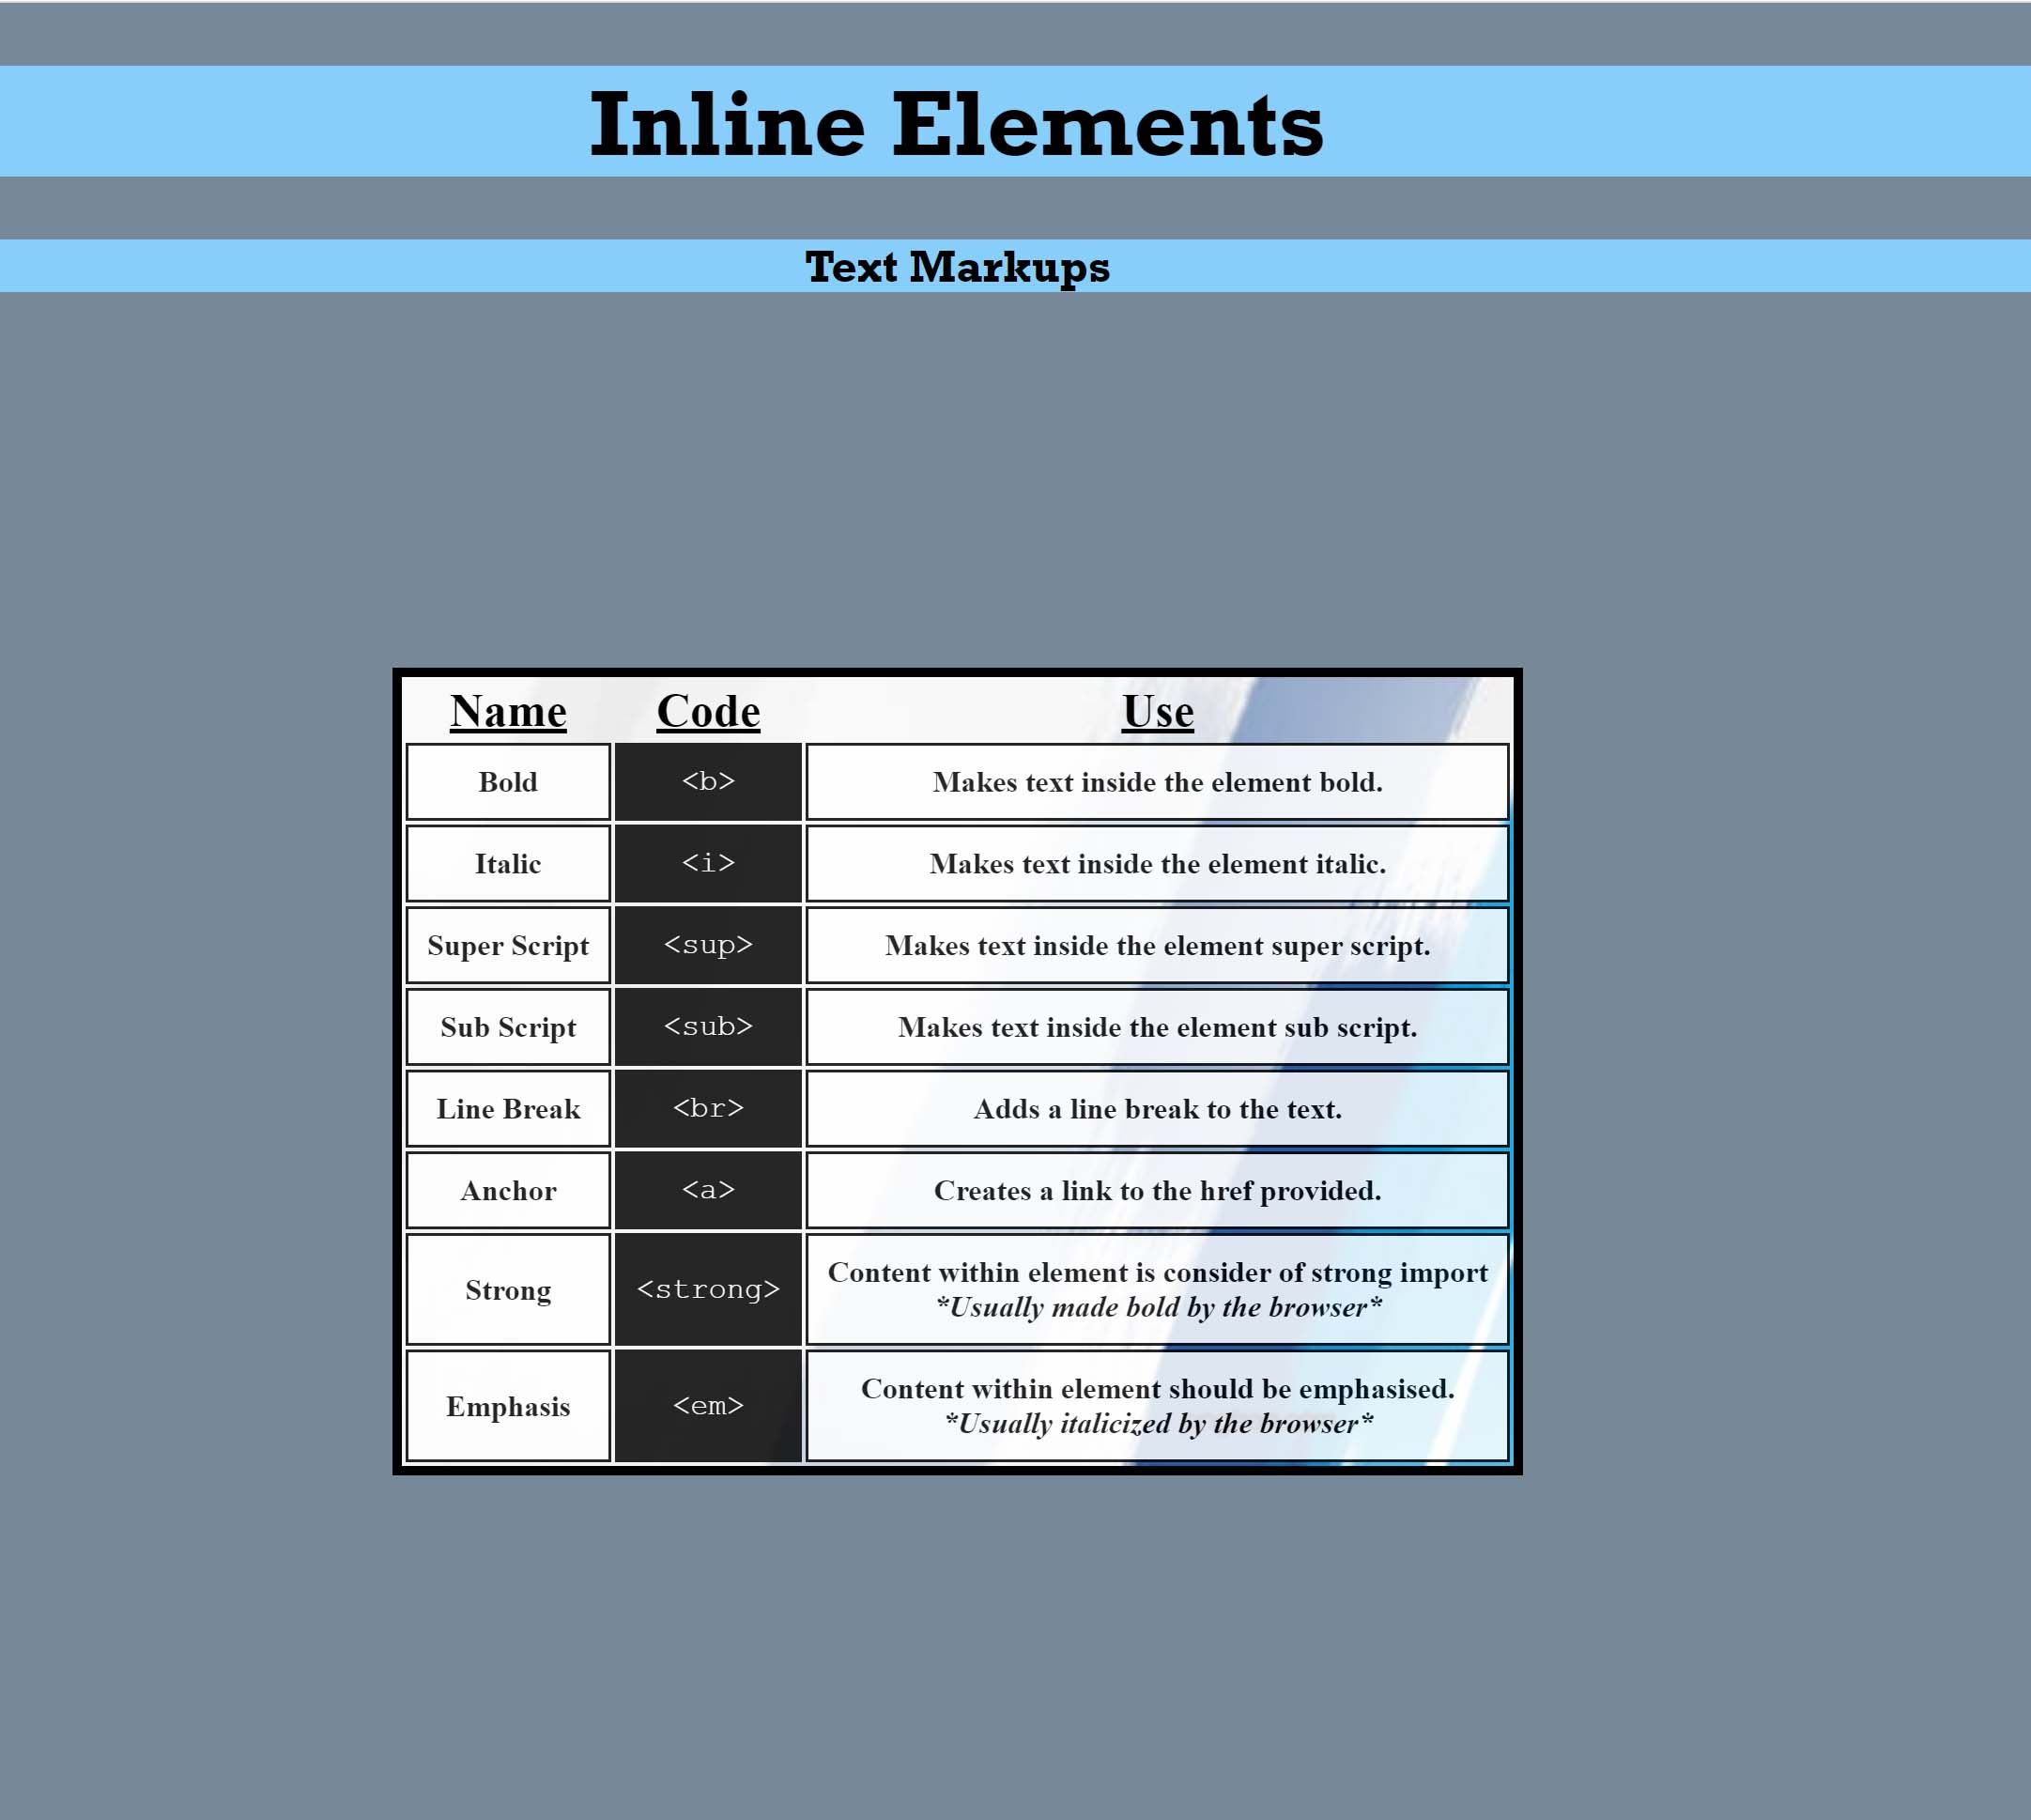 Inline Elements
Text Markups
Name Code Use
Bold <b> Makes text inside the element bold.
Italic <i> Makes text inside the element italic.
Super Script <sup> Makes text inside the element super script.
Sub Script <sub> Makes text inside the element sub script.
Line Break <br> Adds a line break to the text.
Anchor <a> Creates a link to the href provided.
Strong <strong> Content within element is consider of strong import
*Usually made bold by the browser*
Emphasis <em> Content within element should be emphasised.
*Usually italicized by the browser*